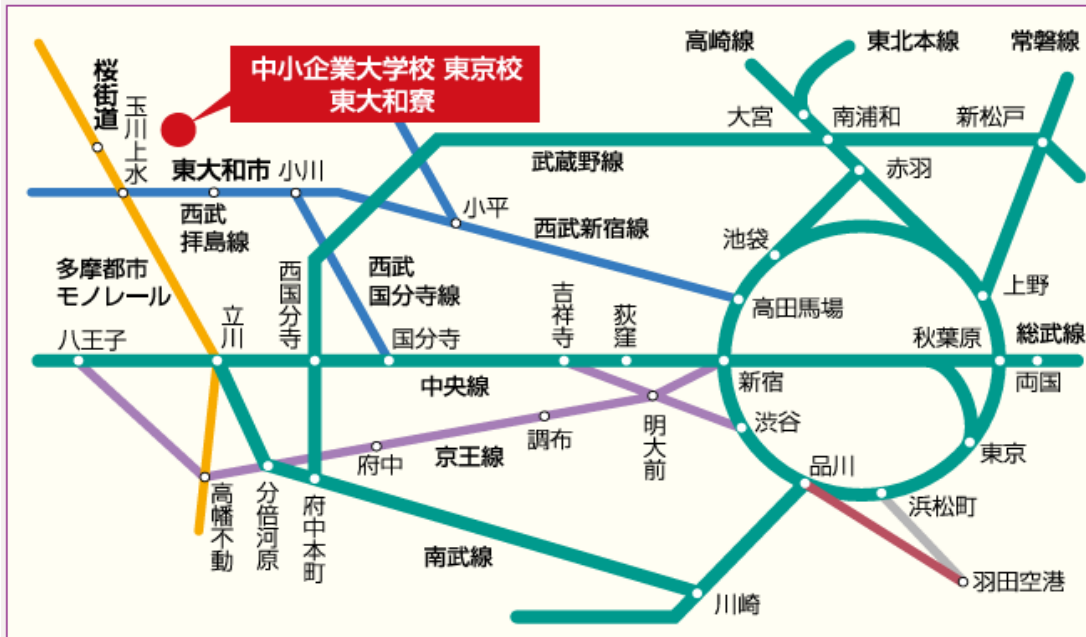 高崎線
東北本線
常磐線
中小企業大学校 東京校
東大和寮
桜街道
玉川上水
大宮
南浦和
新松戸
武蔵野線
赤羽
東大和市
小川
西武
拝島線
小平
西武新宿線
池袋
多摩都市
モノレール
西国分寺
西武
国分寺線
高田馬場
上野
八王子
立川
国分寺
吉祥寺
荻窪
秋葉原
総武線
中央線
新宿
両国
渋谷
明大前
調布
京王線
府中
東京
品川
浜松町
高幡不動
分倍河原
府中本町
南武線
羽田空港
川崎